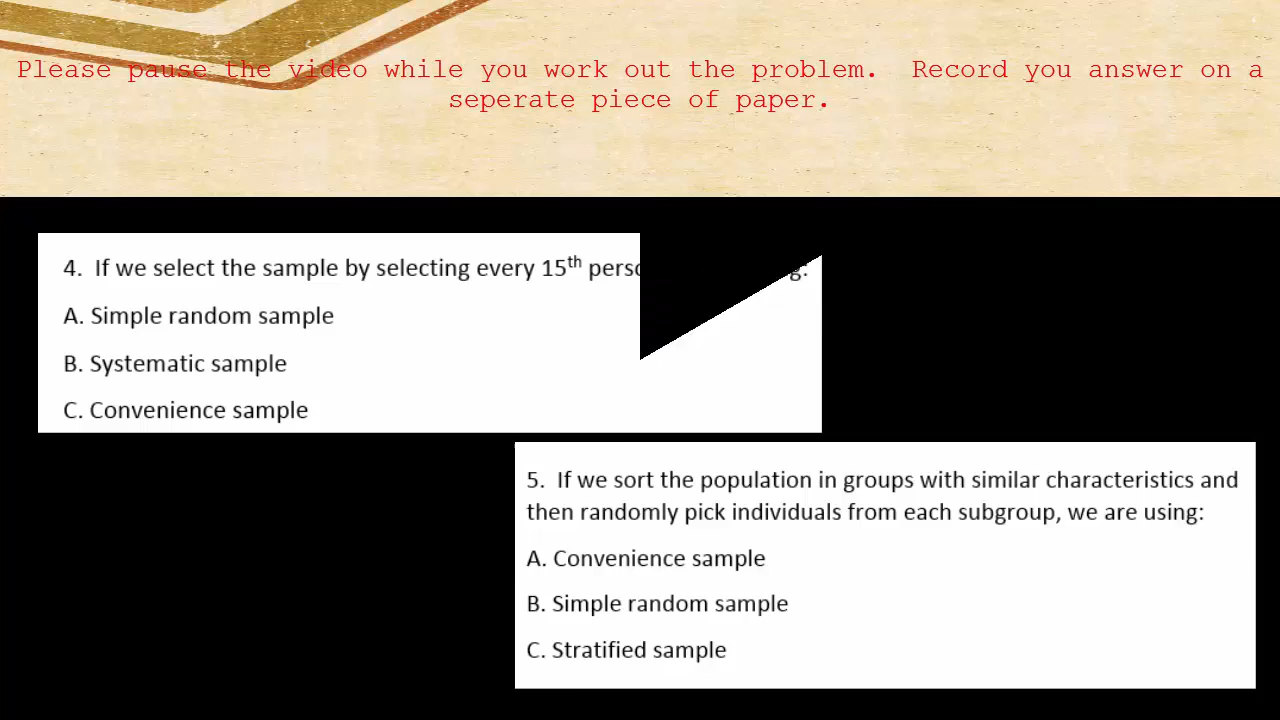 Please pause the video while you work out the problem. Record you answer on a
seperate piece of paper.
4. If we select the sample by selecting every 15th
A. Simple random sample
B. Systematic sample
C. Convenience sample
5. If we sort the population in groups with similar characteristics and
then randomly pick individuals from each subgroup, we are using:
A. Convenience sample
B. Simple random sample
C. Stratified sample